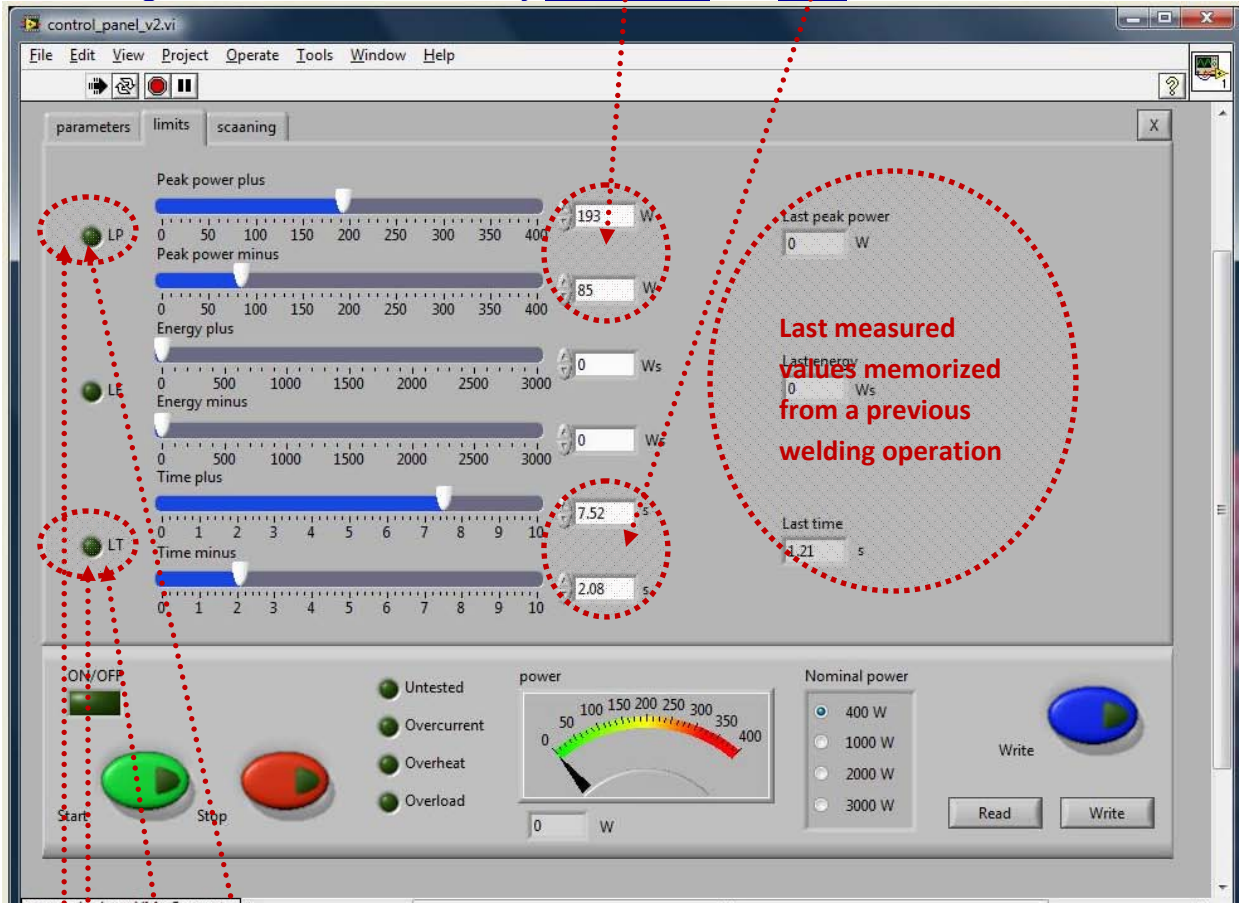 control_panel_v2.vi
File Edit View Project Operate Tools Window Help
1
parameters limits scaaning X
Peak power plus
193 W
0 50 100 150 200 250 300 350 400
LP
Peak power minus
85 W
0 50 100 150 200 250 300 350 400
Energy plus
0 Ws
0 500 1000 1500 2000 2500 3000
LE
Energy minus
0 Ws
0 500 1000 1500 2000 2500 3000
Time plus
7.52 s
0 1 2 3 4 5 6 7 8 9 10
LT
Time minus
2.08 s
0 1 2 3 4 5 6 7 8 9 10
Last peak power
0 W
Last measured
Last energy
values memorized
0 Ws
from a previous
welding operation
Last time
1.21 s
ON/OFF
Start
Stop
Untested
Overcurrent
Overheat
Overload
power
0 50 100 150 200 250 300 350 400
0 W
Nominal power
400 W
1000 W
2000 W
3000 W
Write
Read Write